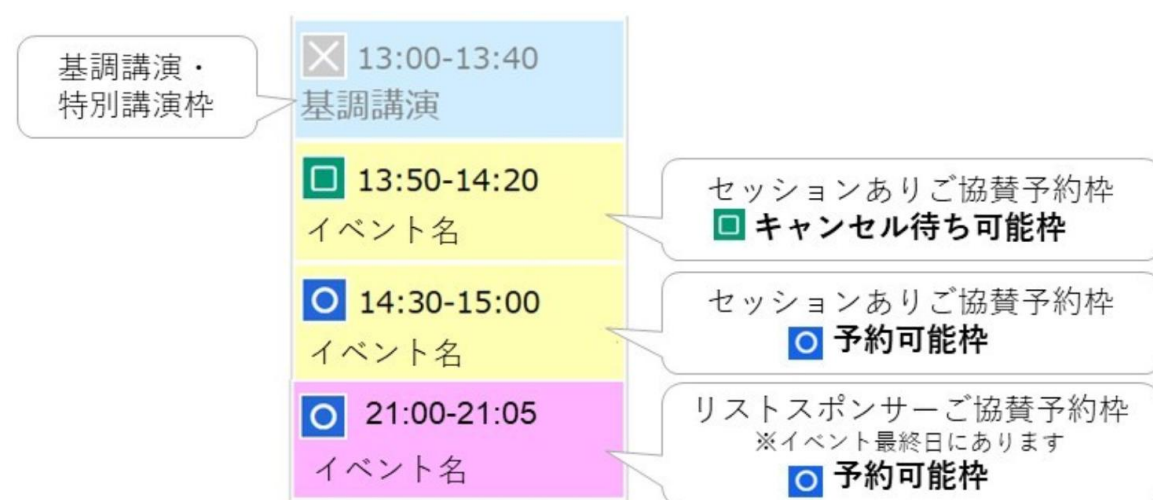 基調講演・
特別講演枠
13:00-13:40
基調講演
13:50-14:20
イベント名
セッションありご協賛予約枠
キャンセル待ち可能枠
14:30-15:00
イベント名
セッションありご協賛予約枠
予約可能枠
21:00-21:05
イベント名
リストスポンサーご協賛予約枠
※イベント最終日にあります
予約可能枠